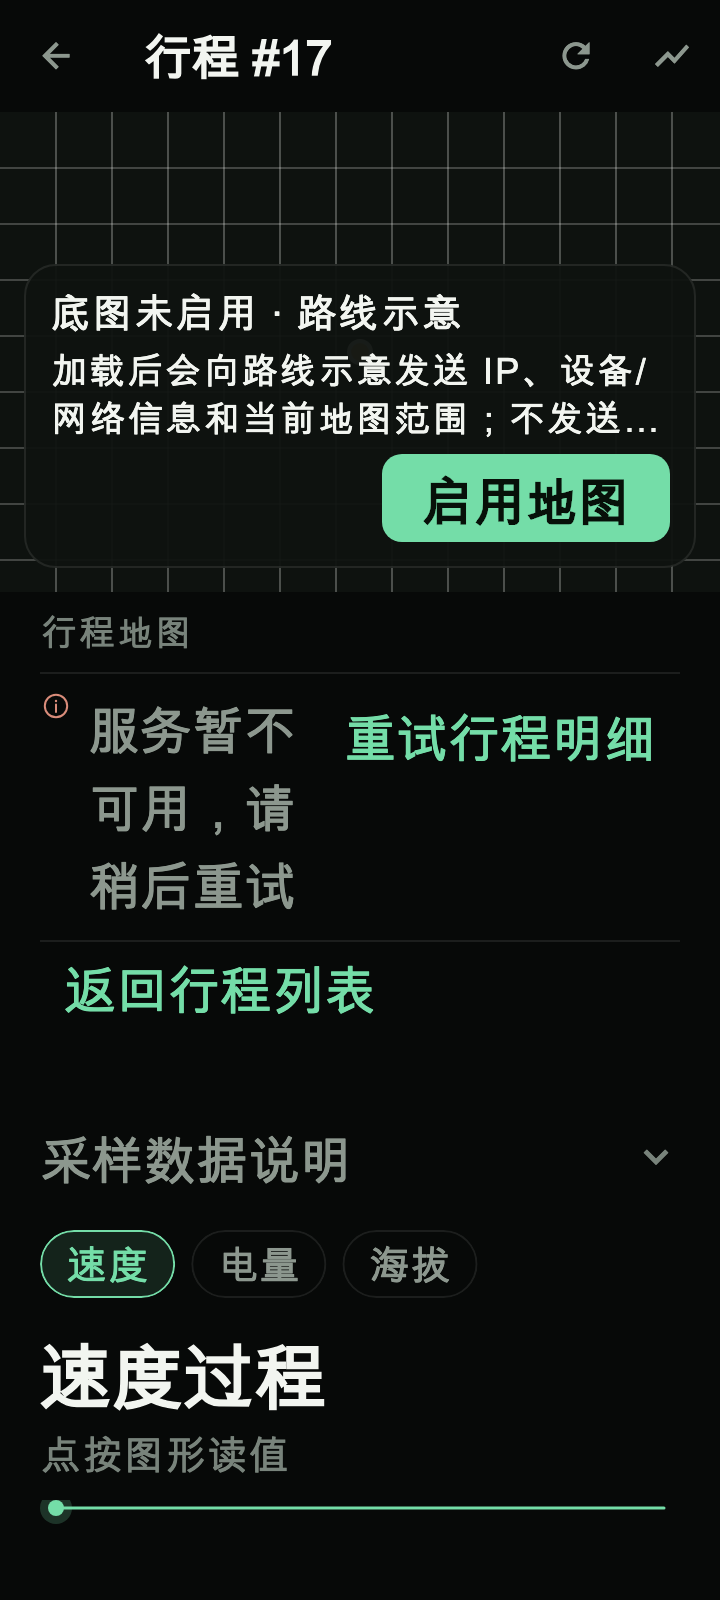 行程 #17
底图未启用 · 路线示意
加载后会向路线示意发送 IP、设备/
网络信息和当前地图范围；不发送…
启用地图
行程地图
服务暂不
可用，请
稍后重试
重试行程明细
返回行程列表
采样数据说明
速度 电量 海拔
速度过程
点按图形读值